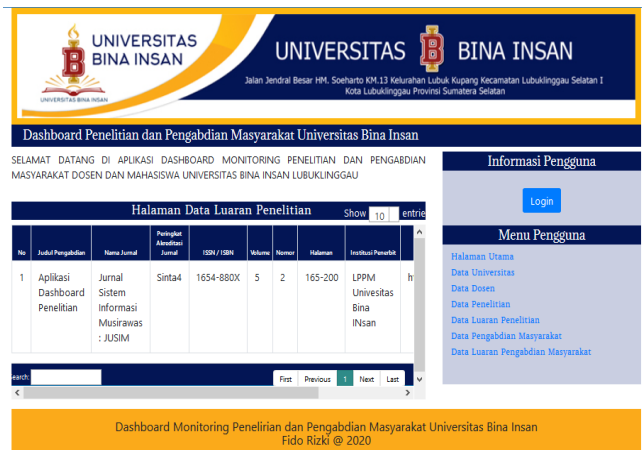 UNIVERSITAS
BINA INSAN
UNIVERSITAS BINA INSAN
UNIVERSITAS B BINA INSAN
Jalan Jendral Besar HM. Soeharto KM.13 Kelurahan Lubuk Kupang Kecamatan Lubuklinggau Selatan I
Kota Lubuklinggau Provinsi Sumatera Selatan
Dashboard Penelitian dan Pengabdian Masyarakat Universitas Bina Insan
SELAMAT DATANG DI APLIKASI DASHBOARD MONITORING PENELITIAN DAN PENGABDIAN
MASYARAKAT DOSEN DAN MAHASISWA UNIVERSITAS BINA INSAN LUBUKLINGGAU
Halaman Data Luaran Penelitian Show 10 entrie
No Judul Pengabdian Nama Jurnal Peringkat Akreditasi Jurnal ISSN / ISBN Volume Nomor Halaman Institusi Penerbit
1 Aplikasi Dashboard Penelitian Jurnal Sistem Informasi Musirawas : JUSIM Sinta4 1654-880X 5 2 165-200 LPPM Univesitas Bina INsan h
earch: First Previous 1 Next Last
Informasi Pengguna
Login
Menu Pengguna
Halaman Utama
Data Universitas
Data Dosen
Data Penelitian
Data Luaran Penelitian
Data Pengabdian Masyarakat
Data Luaran Pengabdian Masyarakat
Dashboard Monitoring Penelirian dan Pengabdian Masyarakat Universitas Bina Insan
Fido Rizki @ 2020